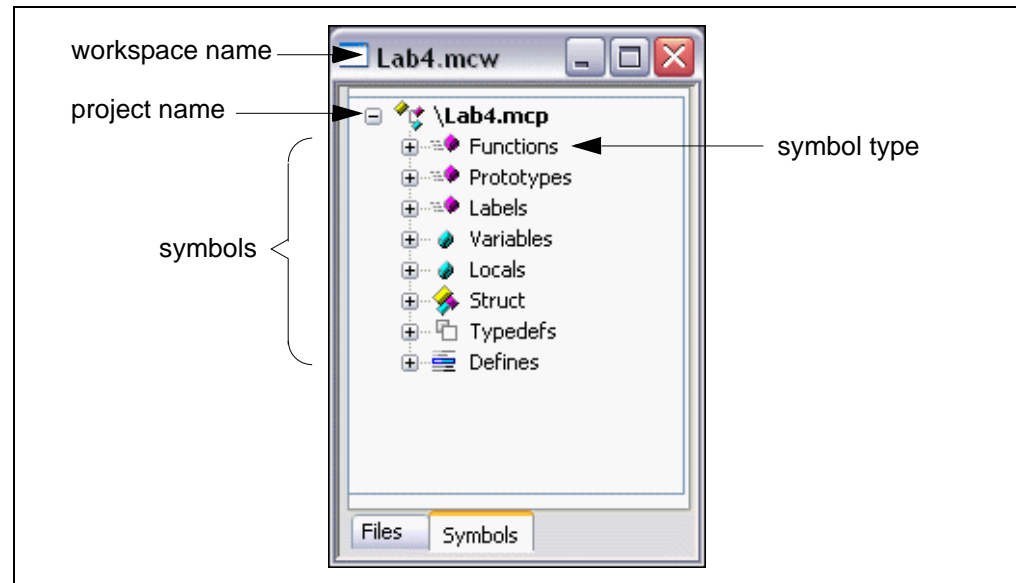 workspace name
Lab4.mcw
project name
\Lab4.mcp
Functions
symbol type
Prototypes
Labels
symbols
Variables
Locals
Struct
Typedefs
Defines
Files
Symbols